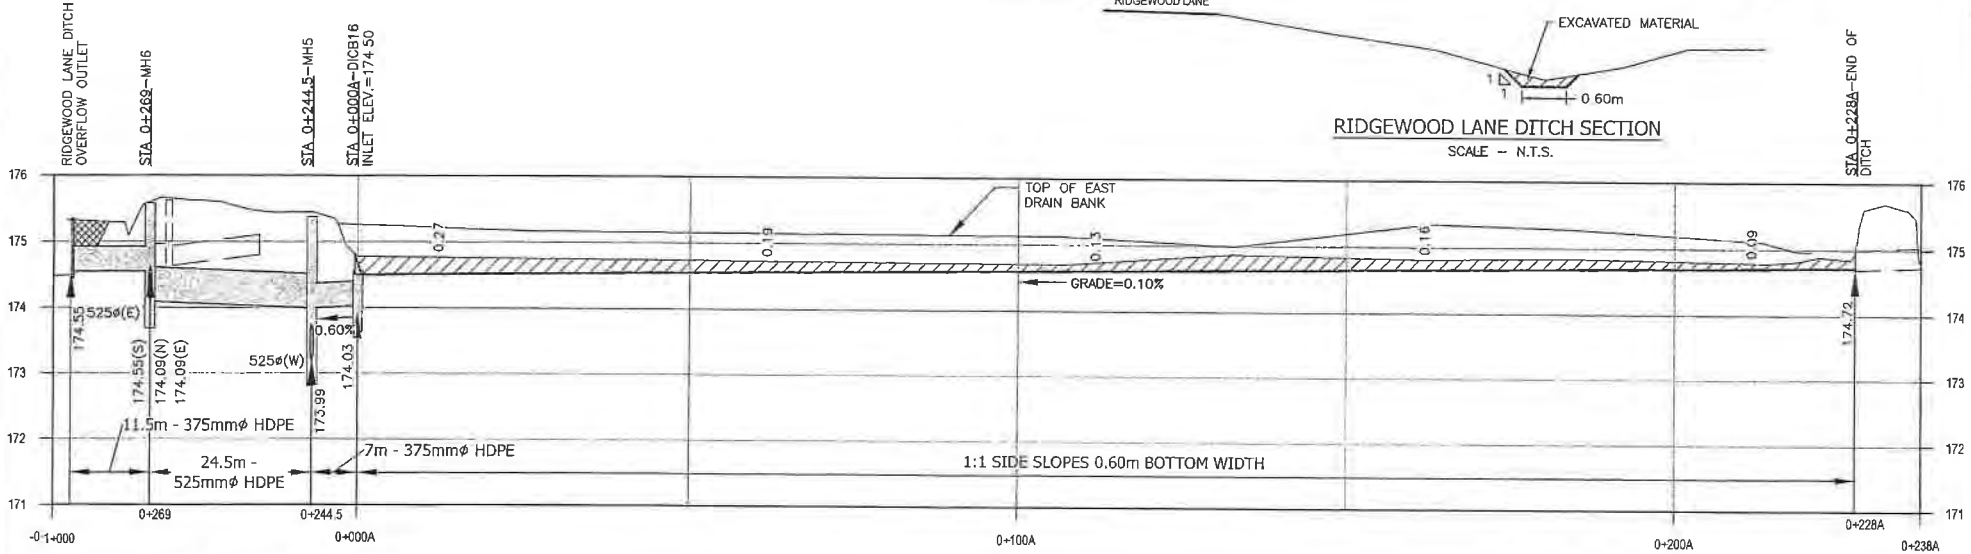 RIDGEWOOD LANE
EXCAVATED MATERIAL
1
1
0.60m
RIDGEWOOD LANE DITCH SECTION
SCALE - N.T.S.
RIDGEWOOD LANE DITCH
OVERFLOW OUTLET
STA 0+269-MH6
STA 0+244.5-MH5
STA 0+000A-DICB16
INLET ELEV.=174.50
STA 0+228A-END OF
DITCH
176
175
174
173
172
171
176
175
174
173
172
171
TOP OF EAST
DRAIN BANK
0.27
0.19
0.13
0.16
0.09
GRADE=0.10%
174.55
525ø(E)
174.55(S)
174.09(N)
174.09(E)
525ø(W)
173.99
0.60%
174.03
174.72
11.5m - 375mmø HDPE
24.5m -
525mmø HDPE
7m - 375mmø HDPE
1:1 SIDE SLOPES 0.60m BOTTOM WIDTH
0+269
0+244.5
0+000A
0+100A
0+200A
0+228A
0+238A